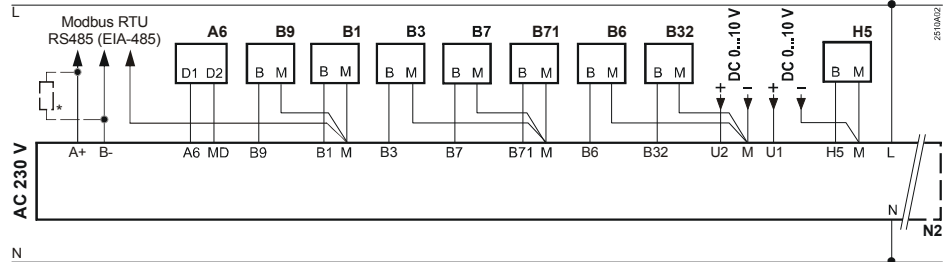 L
Modbus RTU
RS485 (EIA-485)
A6 B9 B1 B3 B7 B71 B6 B32 H5
DC 0...10 V
DC 0...10 V
2510A02
D1 D2 B M B M B M B M B M B M B M B M
*
+ – + –
A+ B- A6 MD B9 B1 M B3 B7 B71 M B6 B32 U2 M U1 H5 M L
AC 230 V
N
N2
N